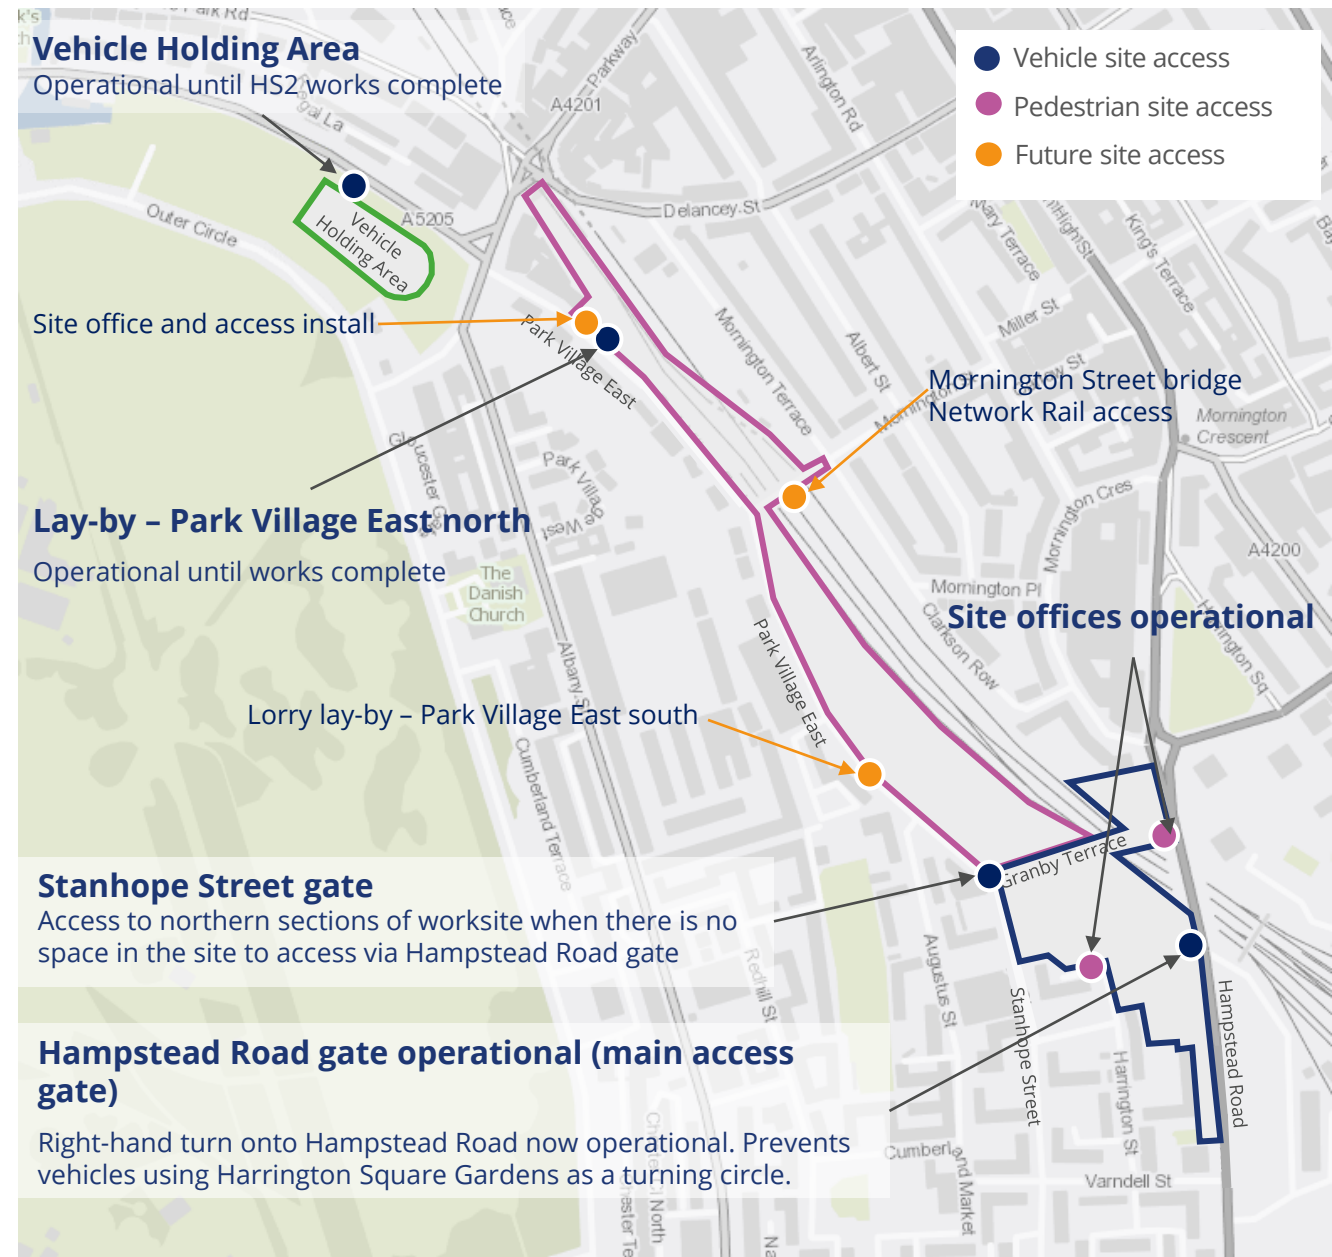 Vehicle Holding Area
Operational until HS2 works complete
Vehicle site access
Pedestrian site access
Future site access
Parkway
A4201
Arlington Rd
Delancey St
A5205
Outer Circle
Vehicle
Holding Area
Mary Terrace
King's Terrace
Miller St
Site office and access install
Park Village East
Mornington Terrace
Albert St
Mornington Street bridge
Network Rail access
Mornington
Crescent
Gloucester Gate
Park Village
West
Lay-by – Park Village East north
Operational until works complete
Mornington Cres
A4200
The
Danish
Church
Mornington Pl
Clarkson Row
Harrington Sq
Site offices operational
Albany St
Park Village East
Lorry lay-by – Park Village East south
Cumberland Terrace
Granby Terrace
Stanhope Street gate
Access to northern sections of worksite when there is no
space in the site to access via Hampstead Road gate
Redhill St
Augustus St
Stanhope Street
Hampstead Road
Harrington St
Hampstead Road gate operational (main access
gate)
Right-hand turn onto Hampstead Road now operational. Prevents
vehicles using Harrington Square Gardens as a turning circle.
Cumberland Market
Varndell St